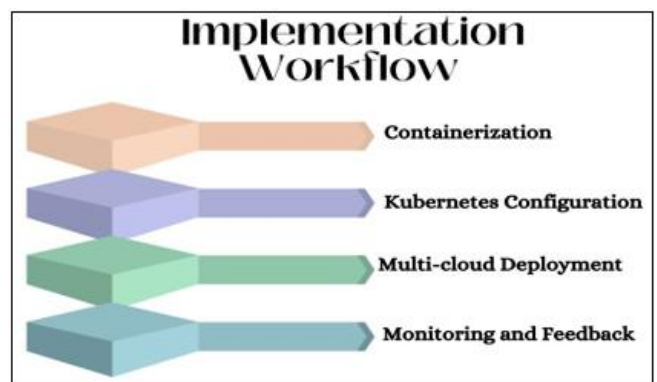 Implementation
Workflow
Containerization
Kubernetes Configuration
Multi-cloud Deployment
Monitoring and Feedback